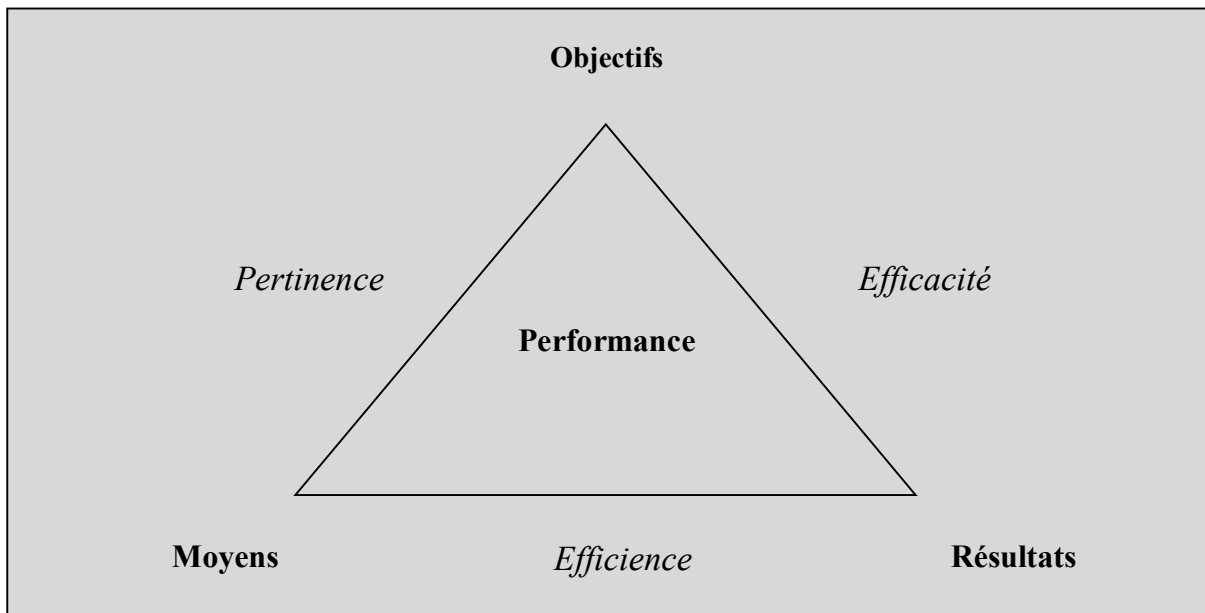 Objectifs
Pertinence
Efficacité
Performance
Moyens
Efficience
Résultats